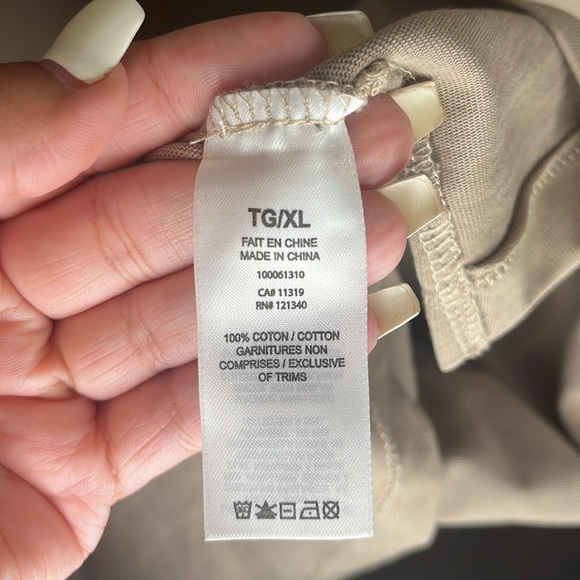 TG/XL
FAIT EN CHINE
MADE IN CHINA
100061310
CA# 11319
RN# 121340
100% COTON / COTTON
GARNITURES NON
COMPRISES / EXCLUSIVE
OF TRIMS